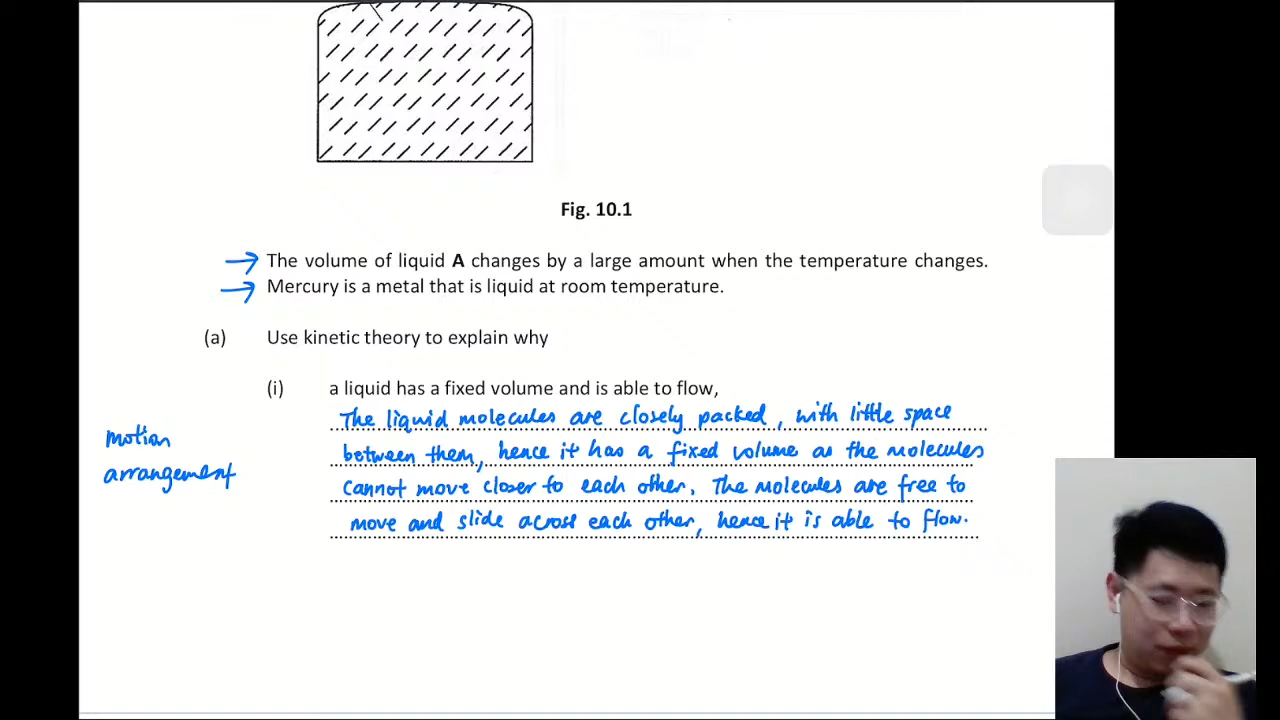 Fig. 10.1
The volume of liquid A changes by a large amount when the temperature changes.
Mercury is a metal that is liquid at room temperature.
(a) Use kinetic theory to explain why
(i) a liquid has a fixed volume and is able to flow,
motion
arrangement
The liquid molecules are closely packed, with little space
between them, hence it has a fixed volume as the molecules
cannot move closer to each other. The molecules are free to
move and slide across each other, hence it is able to flow.